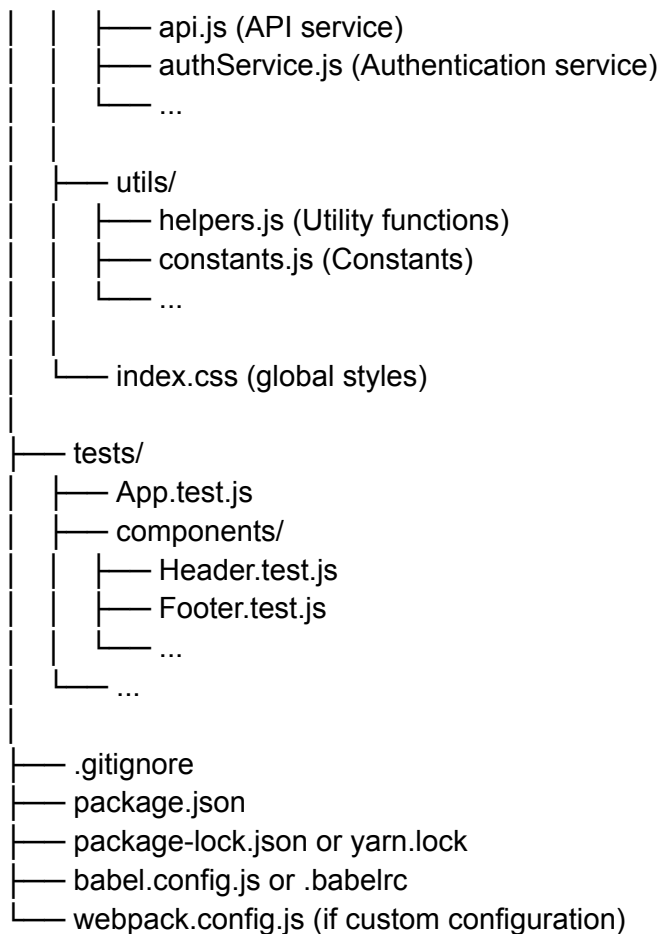 │   │   ├── api.js (API service)
│   │   ├── authService.js (Authentication service)
│   │   └── ...
│   │
│   ├── utils/
│   │   ├── helpers.js (Utility functions)
│   │   ├── constants.js (Constants)
│   │   └── ...
│   │
│   └── index.css (global styles)
│
├── tests/
│   ├── App.test.js
│   ├── components/
│   │   ├── Header.test.js
│   │   ├── Footer.test.js
│   │   └── ...
│   └── ...
│
├── .gitignore
├── package.json
├── package-lock.json or yarn.lock
├── babel.config.js or .babelrc
└── webpack.config.js (if custom configuration)